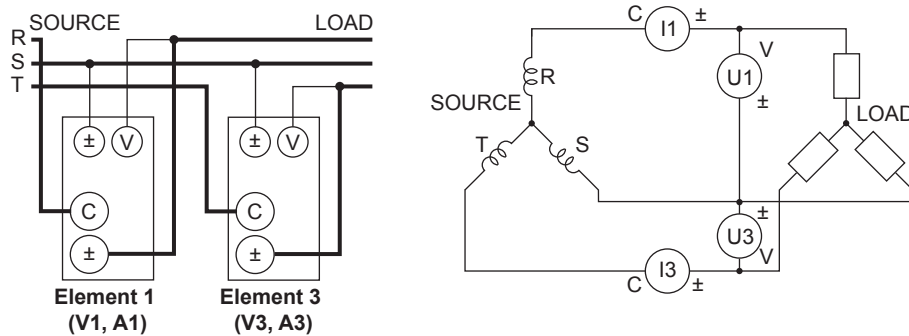 SOURCE LOAD
R
S
T
± V ± V
C C
± ±
Element 1 Element 3
(V1, A1) (V3, A3)
C I1 ±
V
R U1
SOURCE ±
LOAD
T S
±
U3
V
C I3 ±